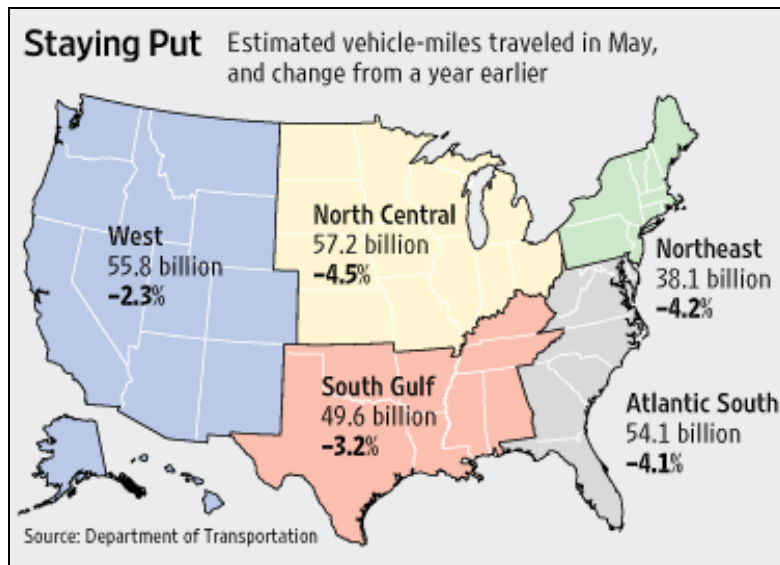 Staying Put
Estimated vehicle-miles traveled in May,
and change from a year earlier
West
55.8 billion
–2.3%
North Central
57.2 billion
–4.5%
Northeast
38.1 billion
–4.2%
South Gulf
49.6 billion
–3.2%
Atlantic South
54.1 billion
–4.1%
Source: Department of Transportation